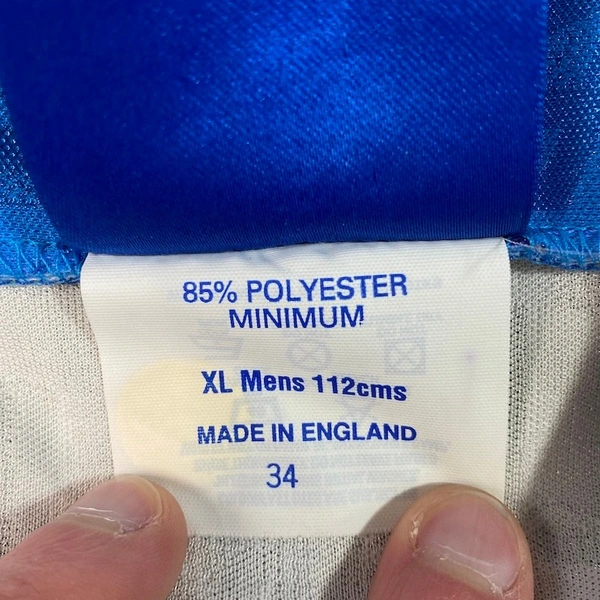 85% POLYESTER
MINIMUM
XL Mens 112cms
MADE IN ENGLAND
34